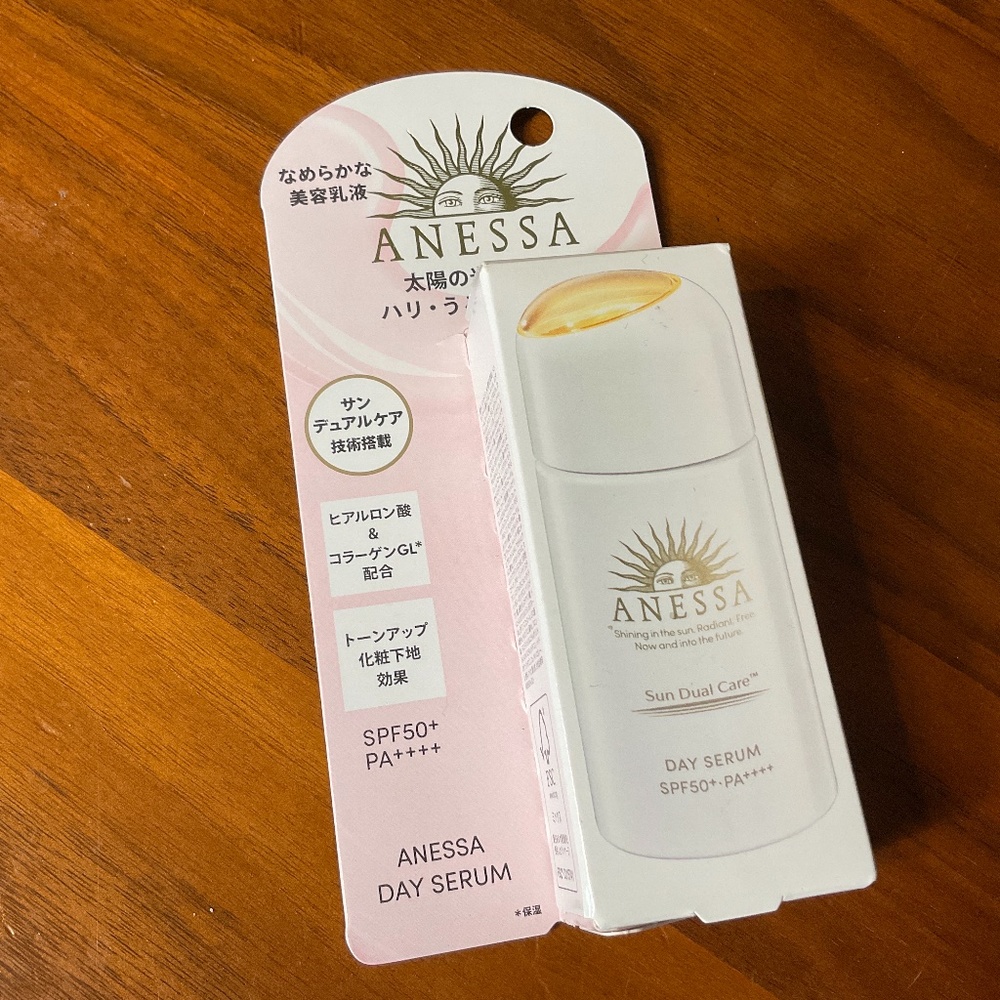 なめらかな
美容乳液
ANESSA
太陽の
ハリ・う
サン
デュアルケア
技術搭載
ヒアルロン酸
&
コラーゲンGL*
配合
トーンアップ
化粧下地
効果
SPF50+
PA++++
ANESSA
DAY SERUM
*保湿
ANESSA
"Shining in the sun. Radiant. Free.
Now and into the future.
Sun Dual Care™
DAY SERUM
SPF50+・PA++++
FSC